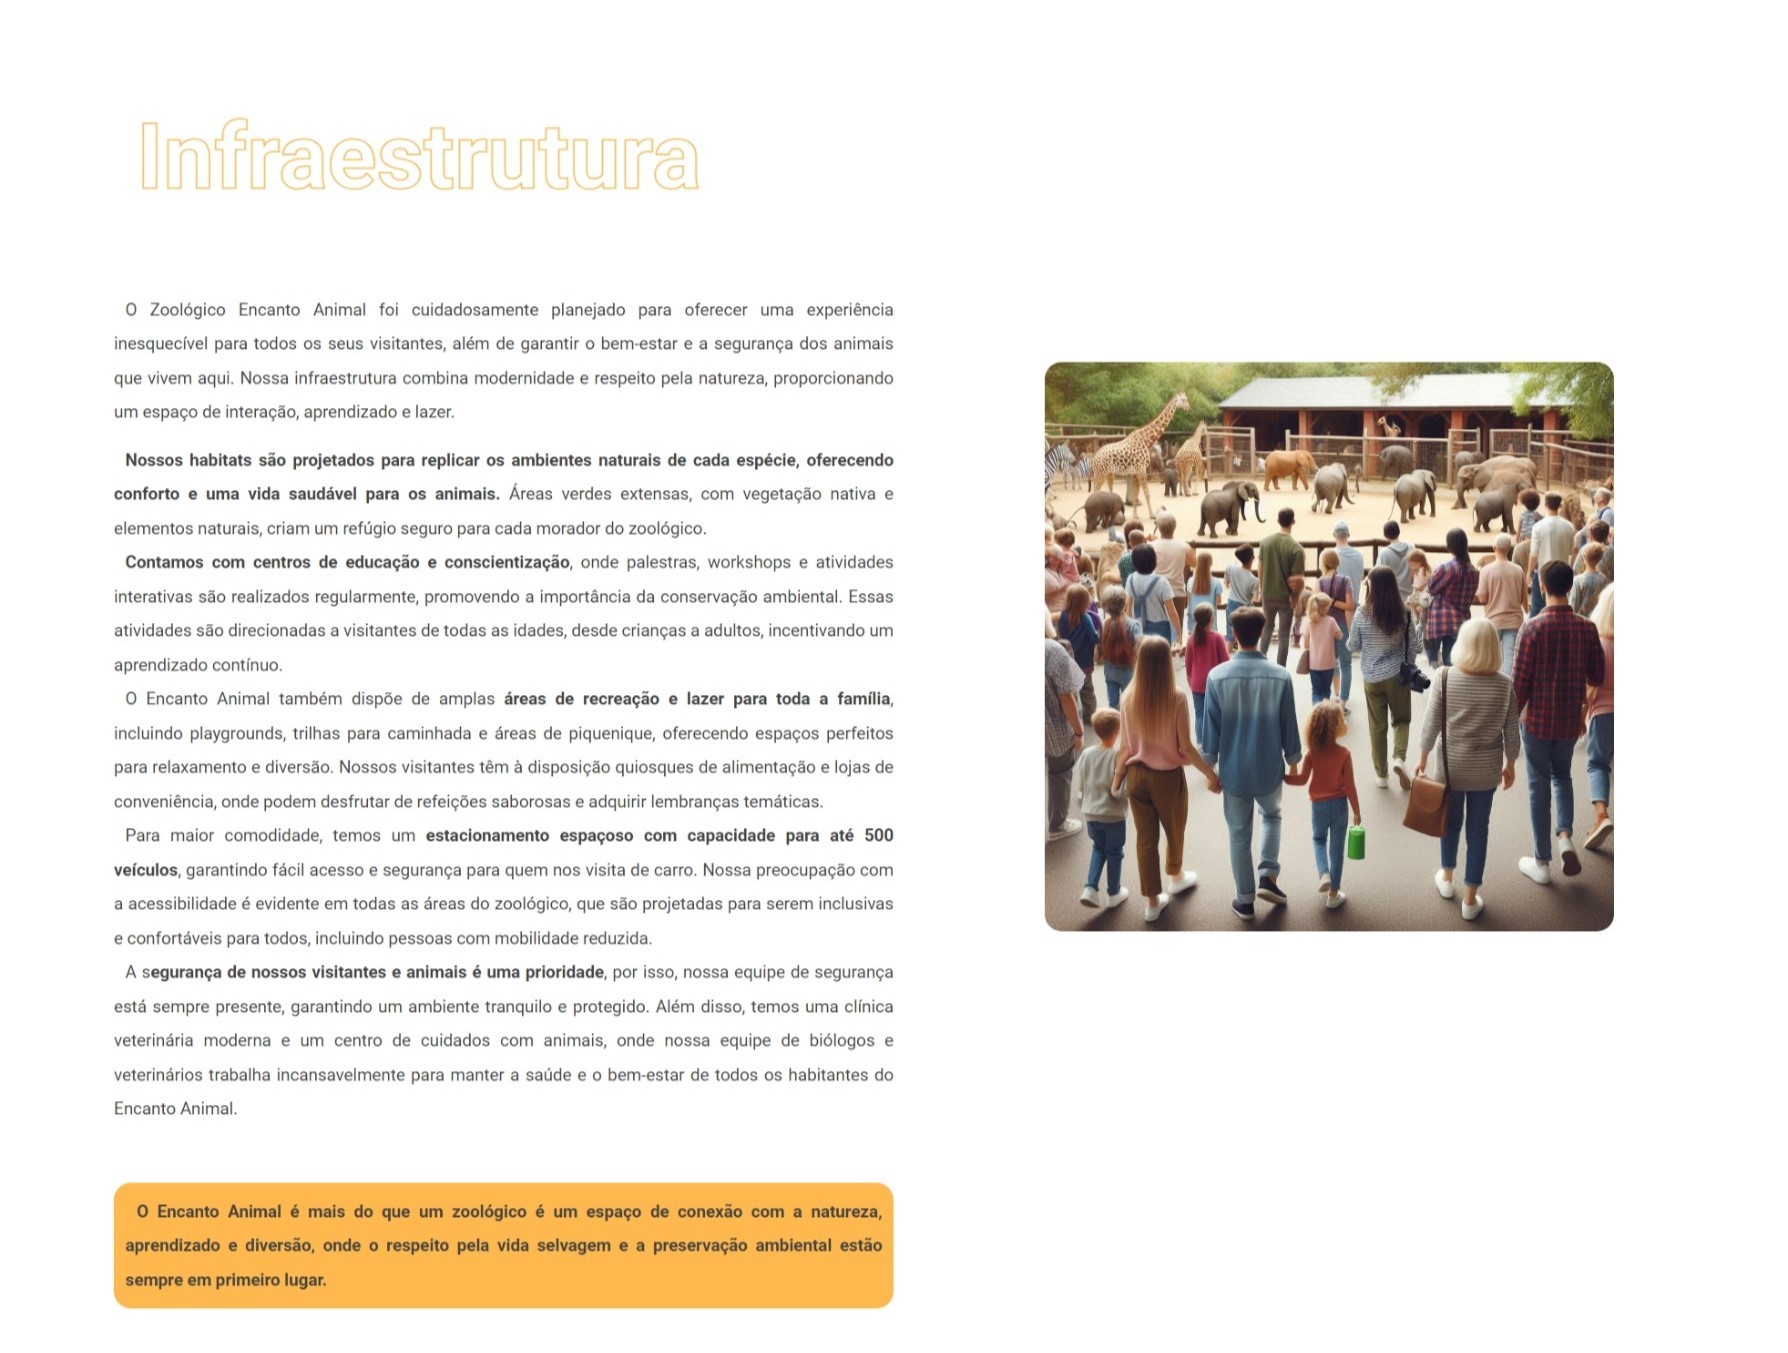 Infraestrutura
O Zoológico Encanto Animal foi cuidadosamente planejado para oferecer uma experiência
inesquecível para todos os seus visitantes, além de garantir o bem-estar e a segurança dos animais
que vivem aqui. Nossa infraestrutura combina modernidade e respeito pela natureza, proporcionando
um espaço de interação, aprendizado e lazer.
Nossos habitats são projetados para replicar os ambientes naturais de cada espécie, oferecendo
conforto e uma vida saudável para os animais. Áreas verdes extensas, com vegetação nativa e
elementos naturais, criam um refúgio seguro para cada morador do zoológico.
Contamos com centros de educação e conscientização, onde palestras, workshops e atividades
interativas são realizados regularmente, promovendo a importância da conservação ambiental. Essas
atividades são direcionadas a visitantes de todas as idades, desde crianças a adultos, incentivando um
aprendizado contínuo.
O Encanto Animal também dispõe de amplas áreas de recreação e lazer para toda a família,
incluindo playgrounds, trilhas para caminhada e áreas de piquenique, oferecendo espaços perfeitos
para relaxamento e diversão. Nossos visitantes têm à disposição quiosques de alimentação e lojas de
conveniência, onde podem desfrutar de refeições saborosas e adquirir lembranças temáticas.
Para maior comodidade, temos um estacionamento espaçoso com capacidade para até 500
veículos, garantindo fácil acesso e segurança para quem nos visita de carro. Nossa preocupação com
a acessibilidade é evidente em todas as áreas do zoológico, que são projetadas para serem inclusivas
e confortáveis para todos, incluindo pessoas com mobilidade reduzida.
A segurança de nossos visitantes e animais é uma prioridade, por isso, nossa equipe de segurança
está sempre presente, garantindo um ambiente tranquilo e protegido. Além disso, temos uma clínica
veterinária moderna e um centro de cuidados com animais, onde nossa equipe de biólogos e
veterinários trabalha incansavelmente para manter a saúde e o bem-estar de todos os habitantes do
Encanto Animal.
O Encanto Animal é mais do que um zoológico é um espaço de conexão com a natureza,
aprendizado e diversão, onde o respeito pela vida selvagem e a preservação ambiental estão
sempre em primeiro lugar.